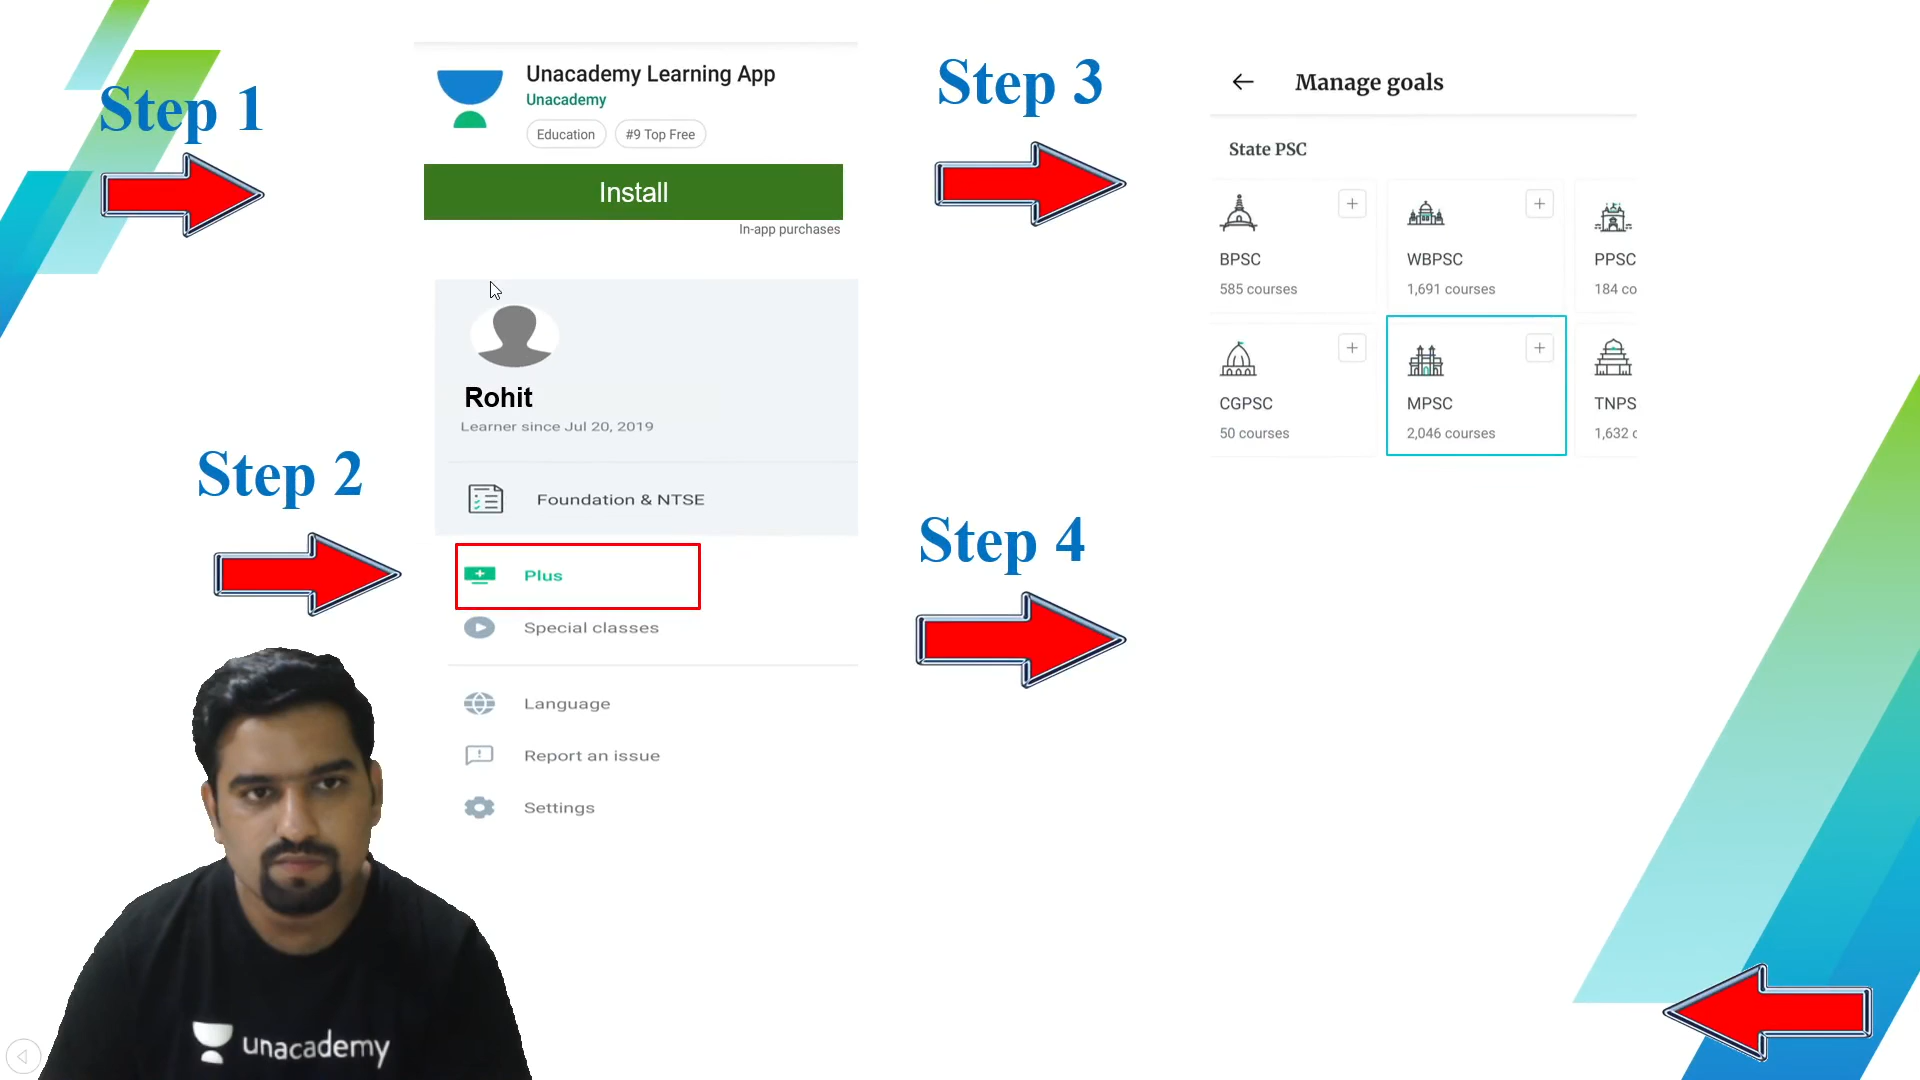 Step 1
Unacademy Learning App
Unacademy
Education
#9 Top Free
Install
In-app purchases
Rohit
Learner since Jul 20, 2019
Foundation & NTSE
Step 2
Plus
Special classes
Language
Report an issue
Settings
unacademy
Step 3
Manage goals
State PSC
BPSC
585 courses
WBPSC
1,691 courses
PPSC
184 co
CGPSC
50 courses
MPSC
2,046 courses
TNPS
1,632 c
Step 4